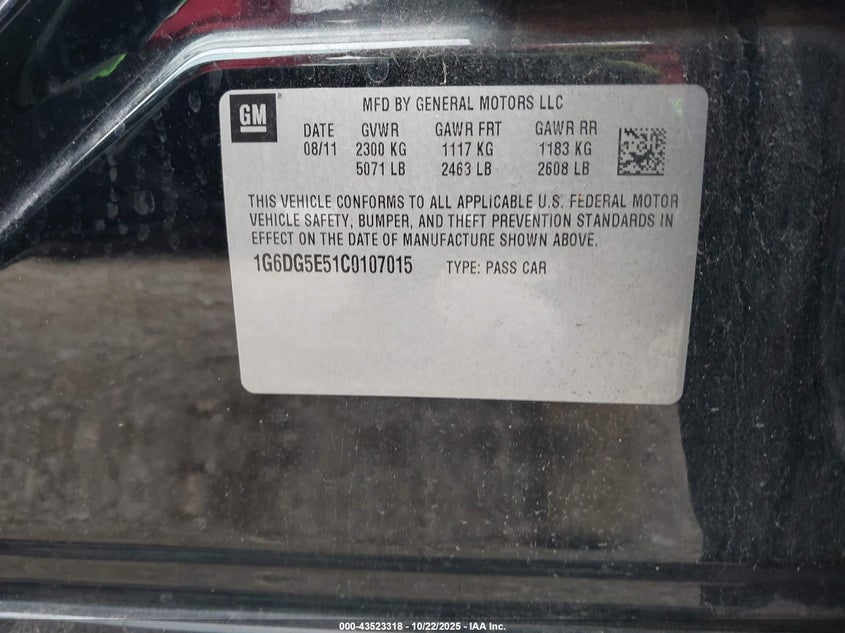 GM
MFD BY GENERAL MOTORS LLC
DATE GVWR GAWR FRT GAWR RR
08/11 2300 KG 1117 KG 1183 KG
5071 LB 2463 LB 2608 LB
THIS VEHICLE CONFORMS TO ALL APPLICABLE U.S. FEDERAL MOTOR
VEHICLE SAFETY, BUMPER, AND THEFT PREVENTION STANDARDS IN
EFFECT ON THE DATE OF MANUFACTURE SHOWN ABOVE.
1G6DG5E51C0107015 TYPE: PASS CAR
000-43523318 - 10/22/2025 - IAA Inc.